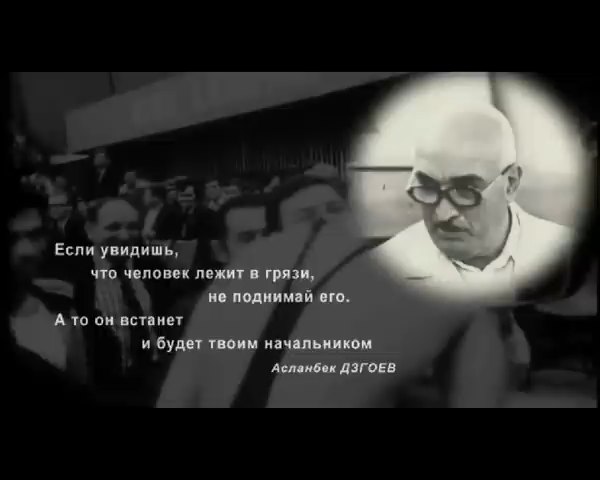 Если увидишь,
что человек лежит в грязи,
не поднимай его.
А то он встанет
и будет твоим начальником
Асланбек ДЗГОЕВ